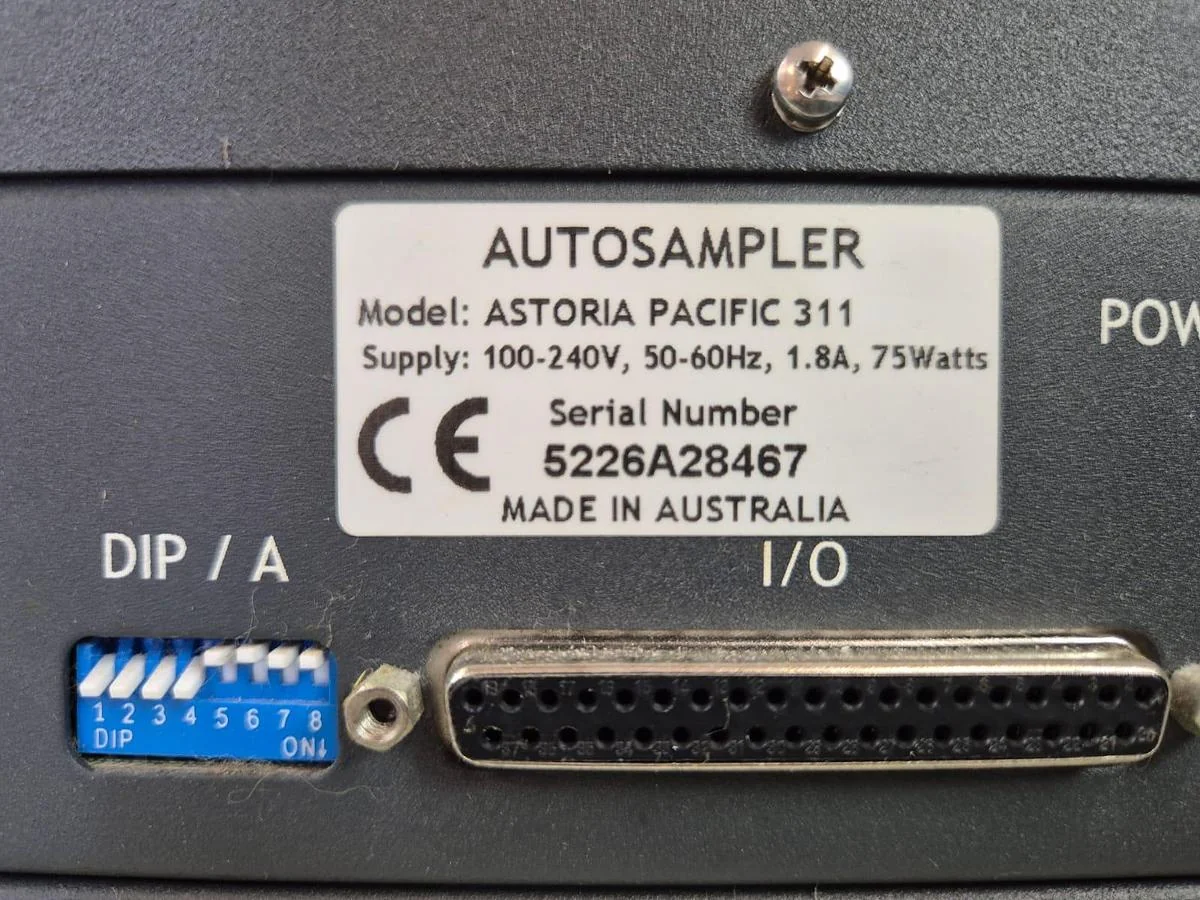 AUTOSAMPLER
Model: ASTORIA PACIFIC 311
Supply: 100-240V, 50-60Hz, 1.8A, 75Watts
CE Serial Number
5226A28467
MADE IN AUSTRALIA
POW
DIP / A
I/O
1 2 3 4 5 6 7 8
DIP ON↓